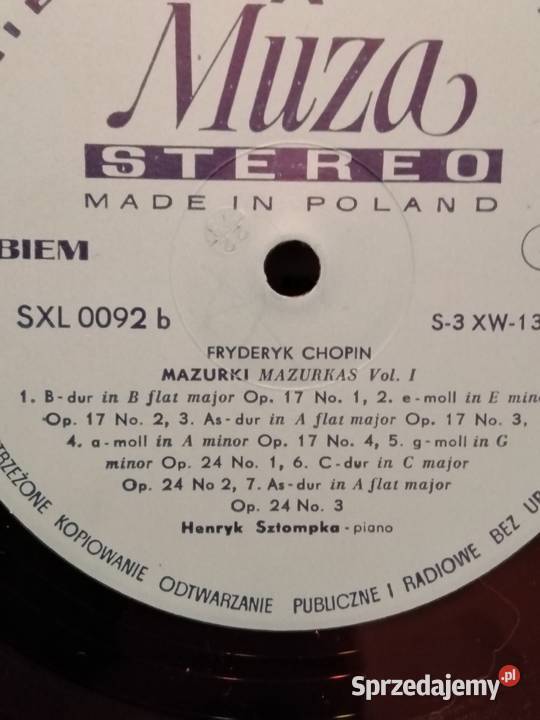 Muza
STEREO
MADE IN POLAND
BIEM
SXL 0092 b
S-3 XW-13
FRYDERYK CHOPIN
MAZURKI MAZURKAS Vol. I
1. B-dur in B flat major Op. 17 No. 1, 2. e-moll in E
Op. 17 No. 2, 3. As-dur in A flat major Op. 17 No. 3,
4. a-moll in A minor Op. 17 No. 4, 5. g-moll in G
minor Op. 24 No. 1, 6. C-dur in C major
Op. 24 No 2, 7. As-dur in A flat major
Op. 24 No. 3
Henryk Sztompka - piano
TRZEŻONE KOPIOWANIE ODTWARZANIE PUBLICZNE I RADIOWE BEZ UP
Sprzedajemy.pl